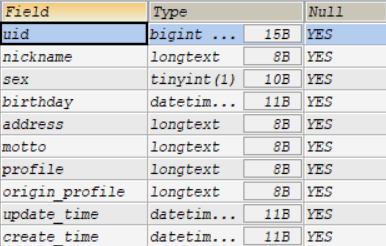 Field Type Null
uid bigint ... 15B YES
nickname longtext 8B YES
sex tinyint(1) 10B YES
birthday datetim... 11B YES
address longtext 8B YES
motto longtext 8B YES
profile longtext 8B YES
origin_profile longtext 8B YES
update_time datetim... 11B YES
create_time datetim... 11B YES